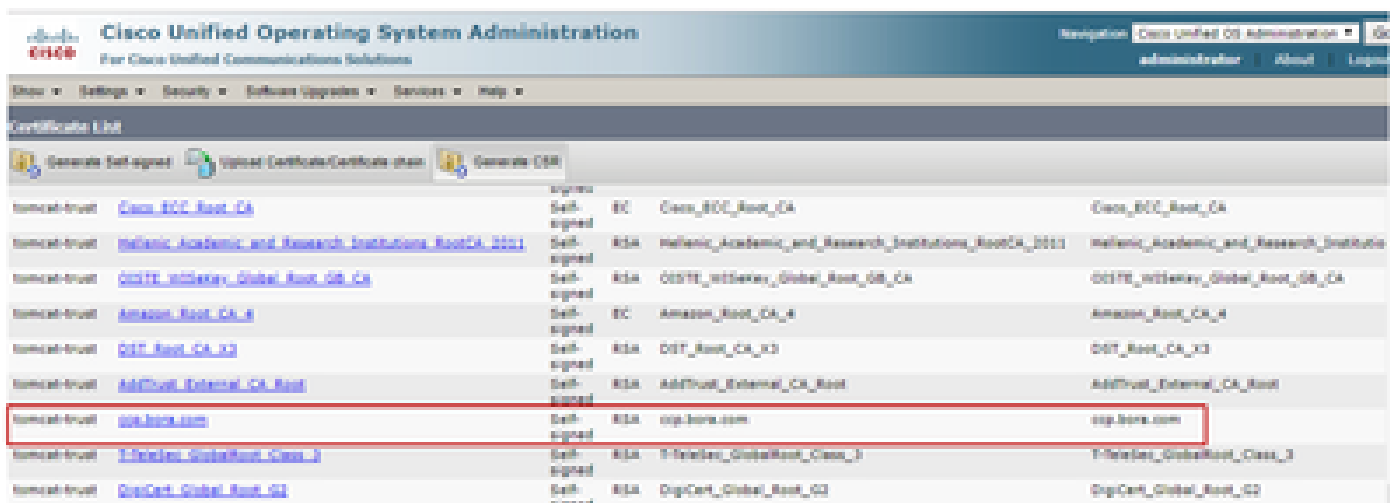 Cisco Unified Operating System Administration
CISCO For Cisco Unified Communications Solutions
Navigation Cisco Unified OS Administration
administrator About Logout
Show Settings Security Software Upgrades Services Help
Certificate List
Generate Self-signed Upload Certificate/Certificate chain Generate CSR
signed
tomcat-trust Cisco_ECC_Root_CA Self-signed EC Cisco_ECC_Root_CA Cisco_ECC_Root_CA
tomcat-trust Hellenic_Academic_and_Research_Institutions_RootCA_2011 Self-signed RSA Hellenic_Academic_and_Research_Institutions_RootCA_2011 Hellenic_Academic_and_Research_Institutio
tomcat-trust OISTE_WISeKey_Global_Root_GB_CA Self-signed RSA OISTE_WISeKey_Global_Root_GB_CA OISTE_WISeKey_Global_Root_GB_CA
tomcat-trust Amazon_Root_CA_4 Self-signed EC Amazon_Root_CA_4 Amazon_Root_CA_4
tomcat-trust DST_Root_CA_X3 Self-signed RSA DST_Root_CA_X3 DST_Root_CA_X3
tomcat-trust AddTrust_External_CA_Root Self-signed RSA AddTrust_External_CA_Root AddTrust_External_CA_Root
tomcat-trust ccp.bora.com Self-signed RSA ccp.bora.com ccp.bora.com
tomcat-trust T-TeleSec_GlobalRoot_Class_3 Self-signed RSA T-TeleSec_GlobalRoot_Class_3 T-TeleSec_GlobalRoot_Class_3
tomcat-trust DigiCert_Global_Root_G2 Self-signed RSA DigiCert_Global_Root_G2 DigiCert_Global_Root_G2